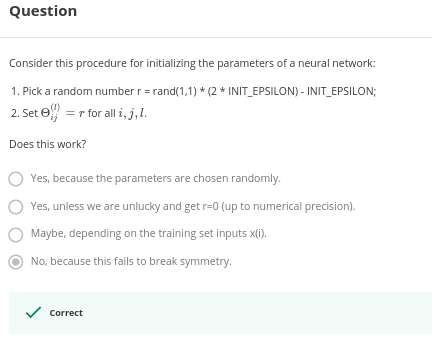 Question
Consider this procedure for initializing the parameters of a neural network:
1. Pick a random number r = rand(1,1) * (2 * INIT_EPSILON) - INIT_EPSILON;
2. Set Θ_{ij}^{(l)} = r for all i, j, l.
Does this work?
Yes, because the parameters are chosen randomly.
Yes, unless we are unlucky and get r=0 (up to numerical precision).
Maybe, depending on the training set inputs x(i).
No, because this fails to break symmetry.
Correct